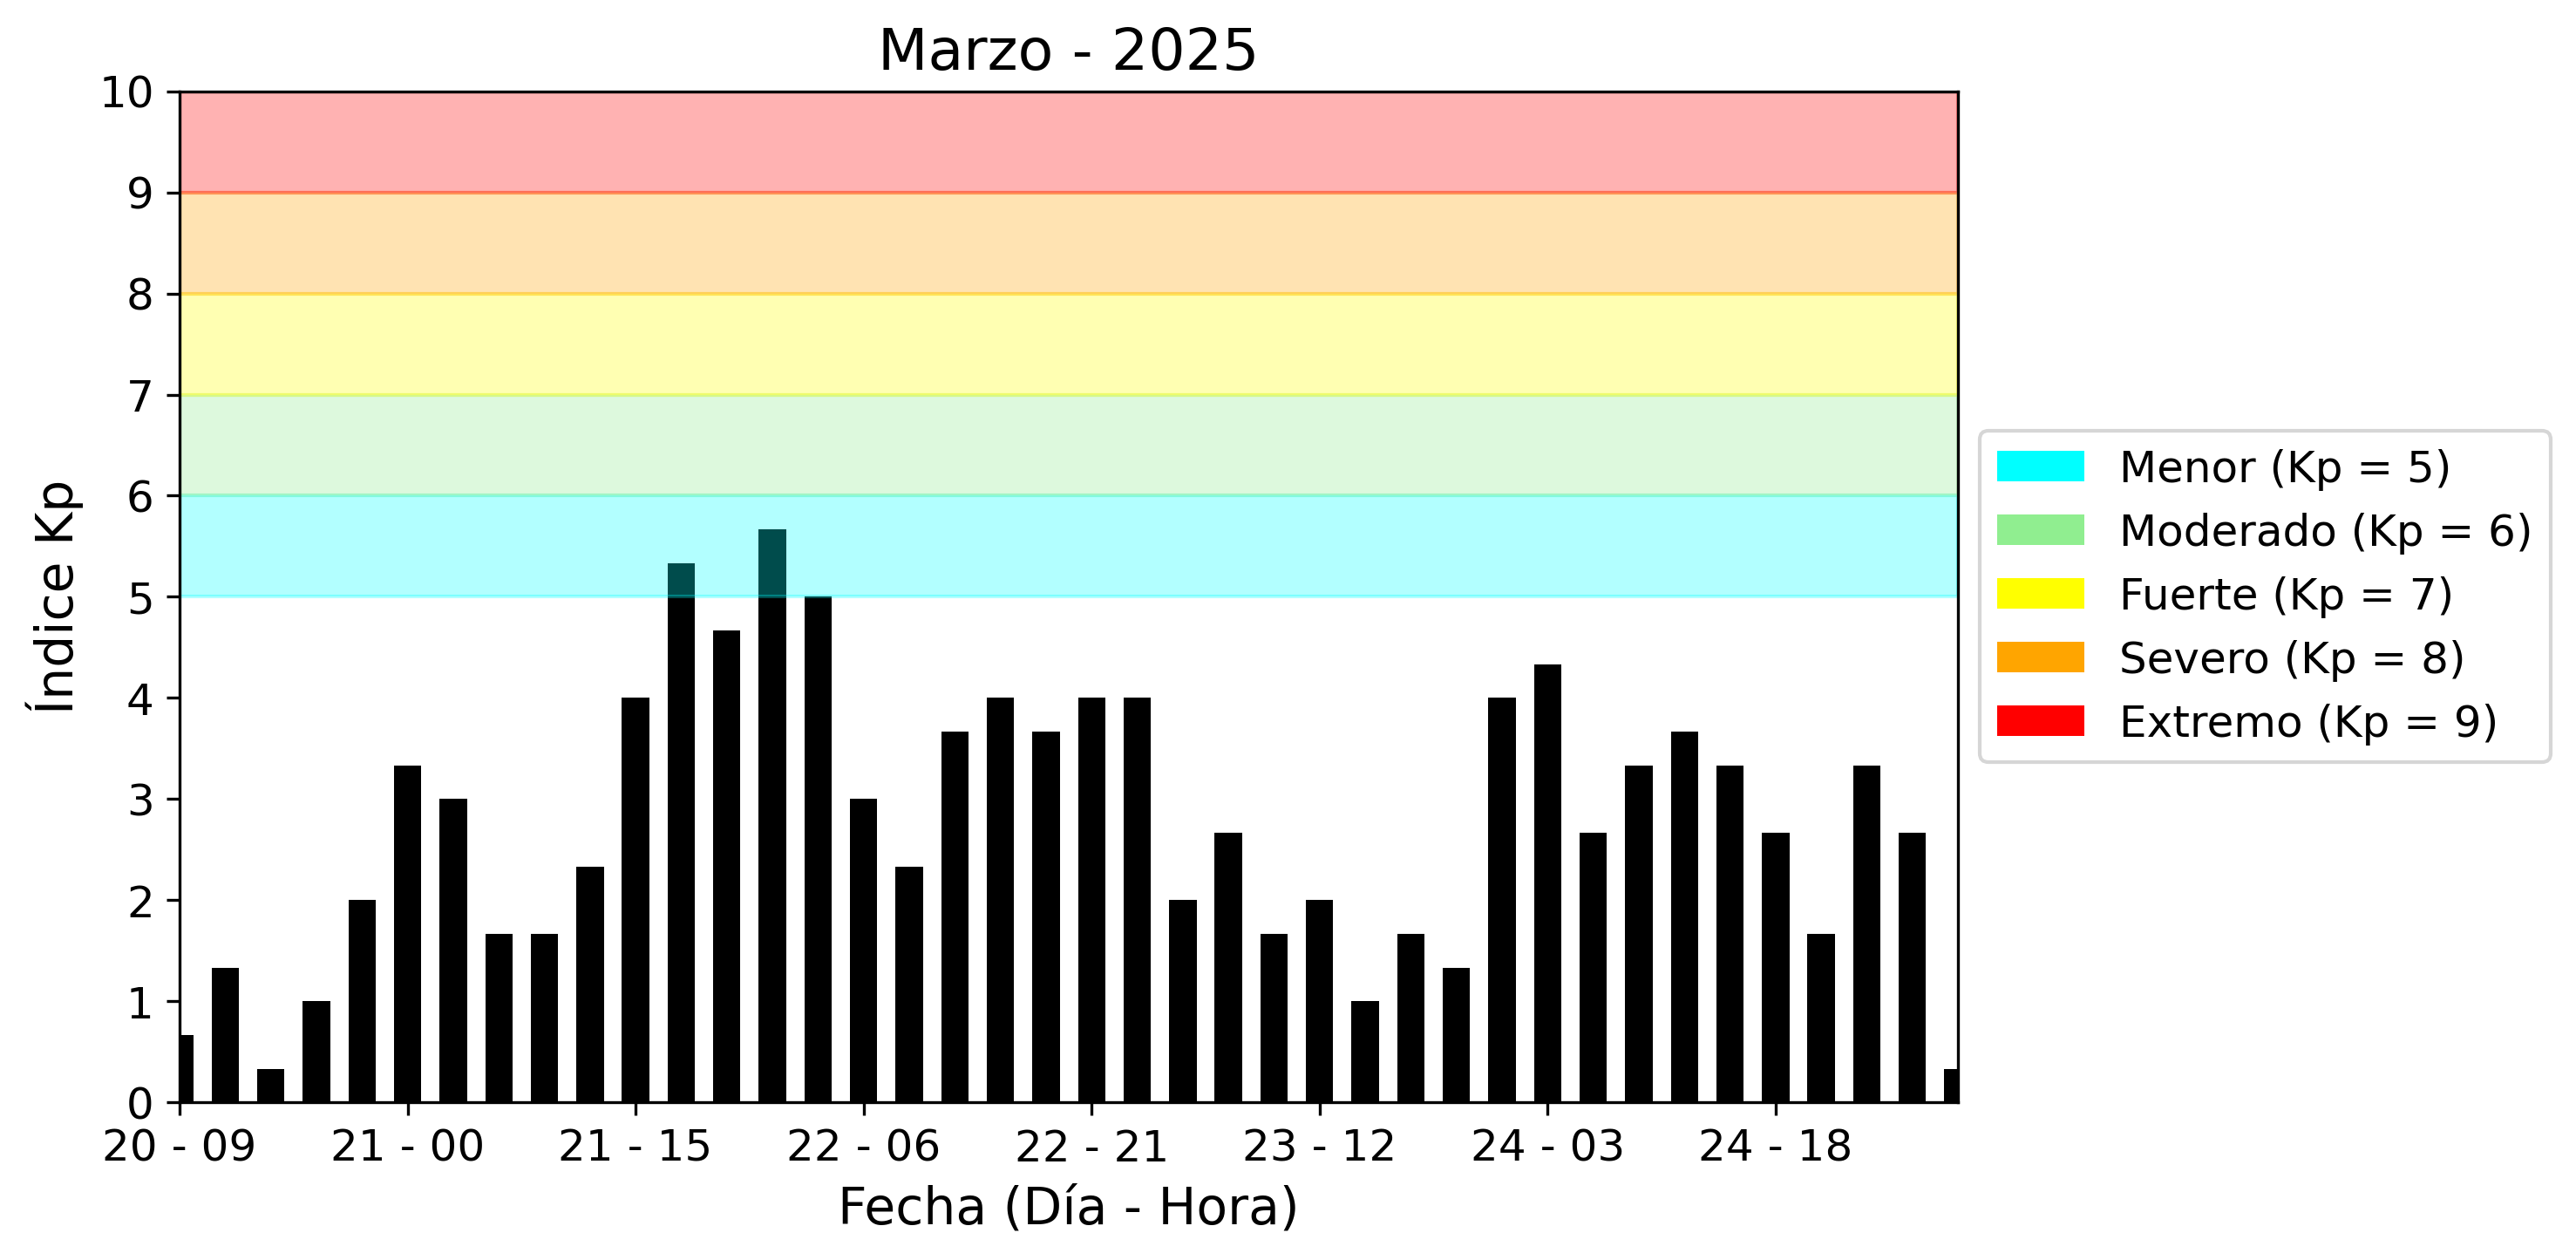 Marzo - 2025
10
9
8
7
6
5
4
3
2
1
0
Índice Kp
20 - 09
21 - 00
21 - 15
22 - 06
22 - 21
23 - 12
24 - 03
24 - 18
Fecha (Día - Hora)
Menor (Kp = 5)
Moderado (Kp = 6)
Fuerte (Kp = 7)
Severo (Kp = 8)
Extremo (Kp = 9)